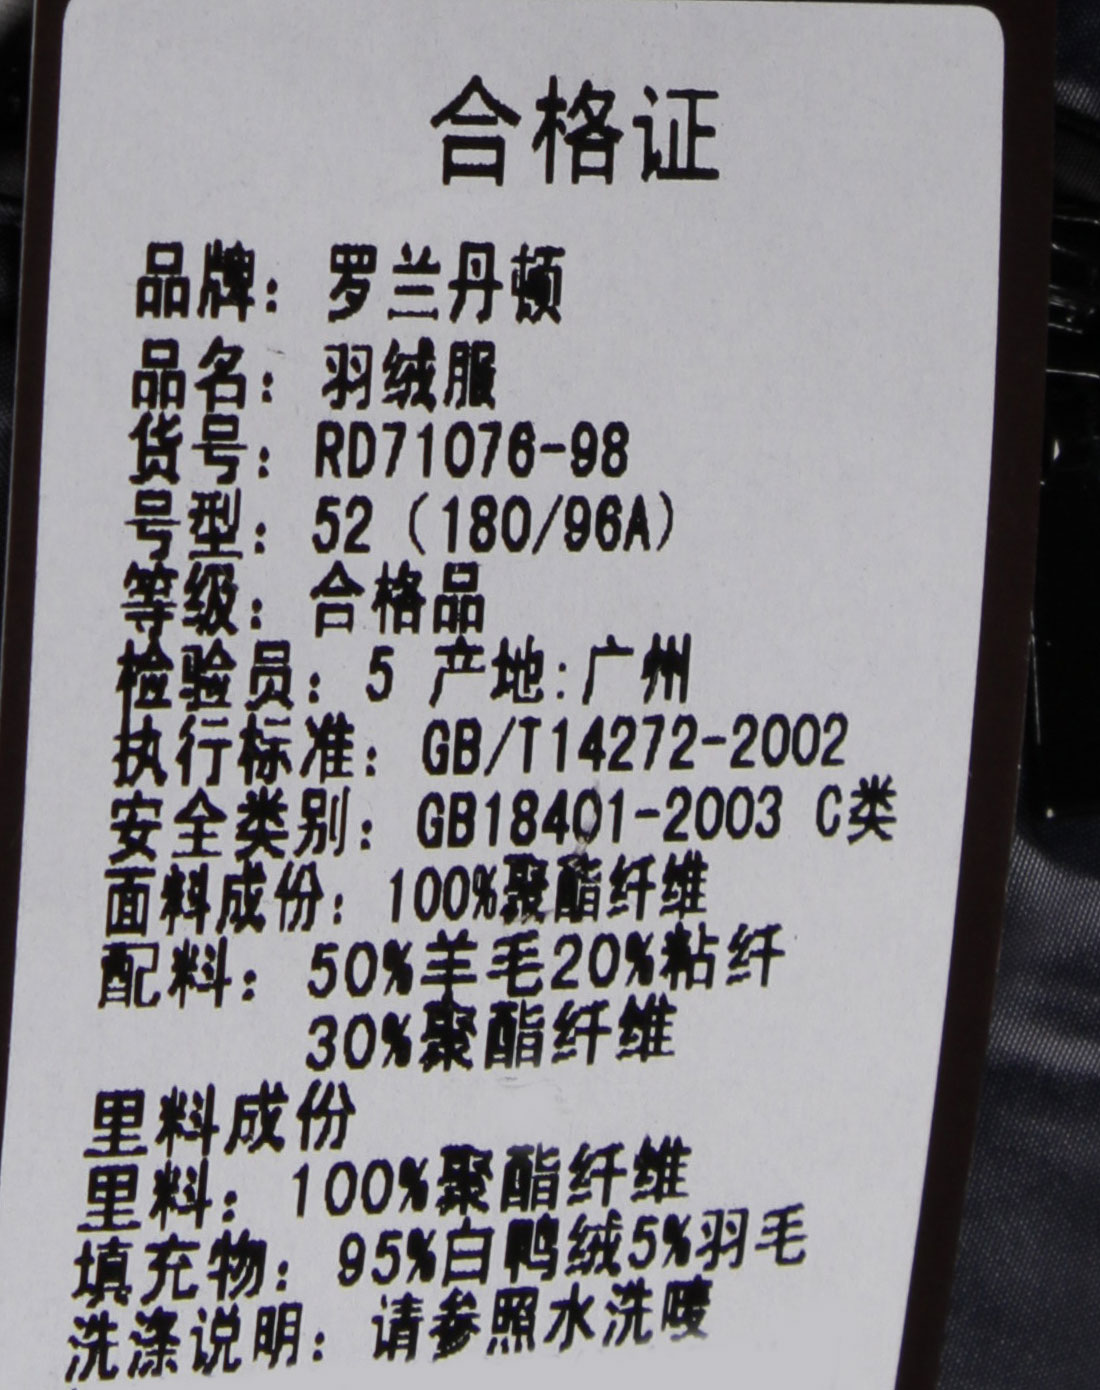 合格证
品牌：罗兰丹顿
品名：羽绒服
货号：RD71076-98
号型：52（180/96A）
等级：合格品
检验员：5 产地:广州
执行标准：GB/T14272-2002
安全类别：GB18401-2003 C类
面料成份：100%聚酯纤维
配料：50%羊毛20%粘纤
30%聚酯纤维
里料成份
里料：100%聚酯纤维
填充物：95%白鸭绒5%羽毛
洗涤说明：请参照水洗唛